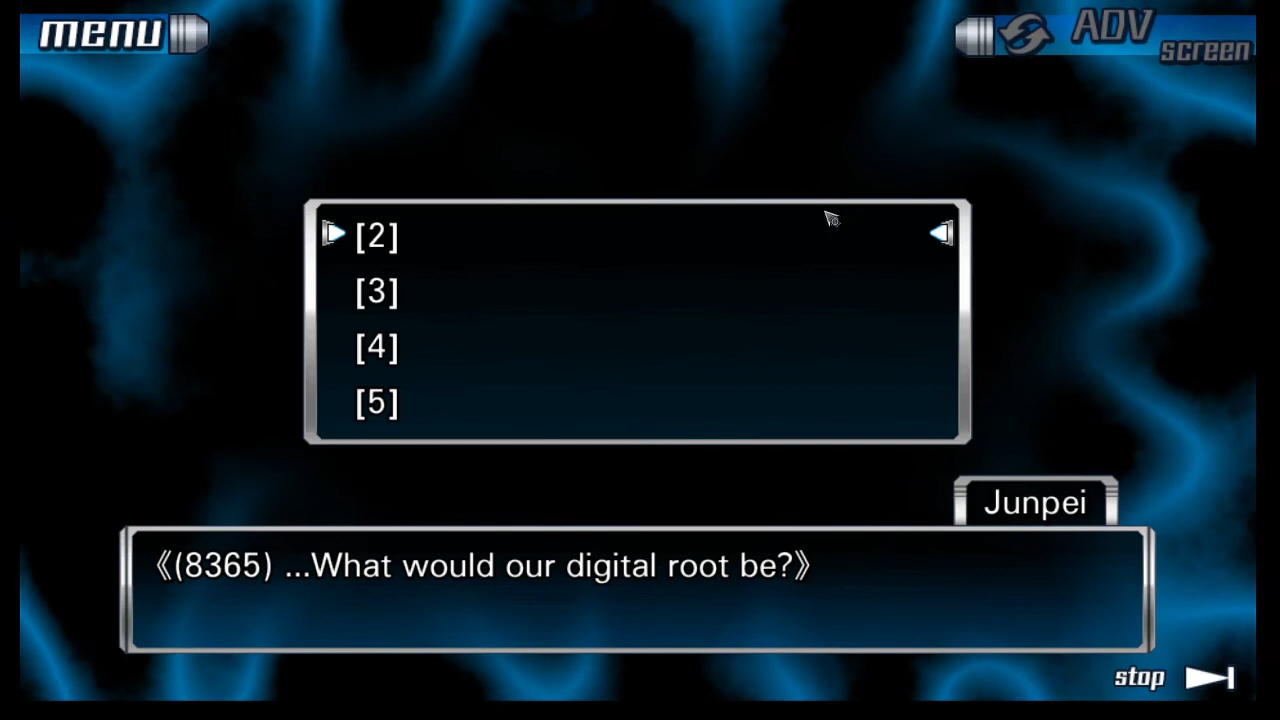 menu
ADV
screen
[2]
[3]
[4]
[5]
Junpei
《(8365) ...What would our digital root be?》
stop